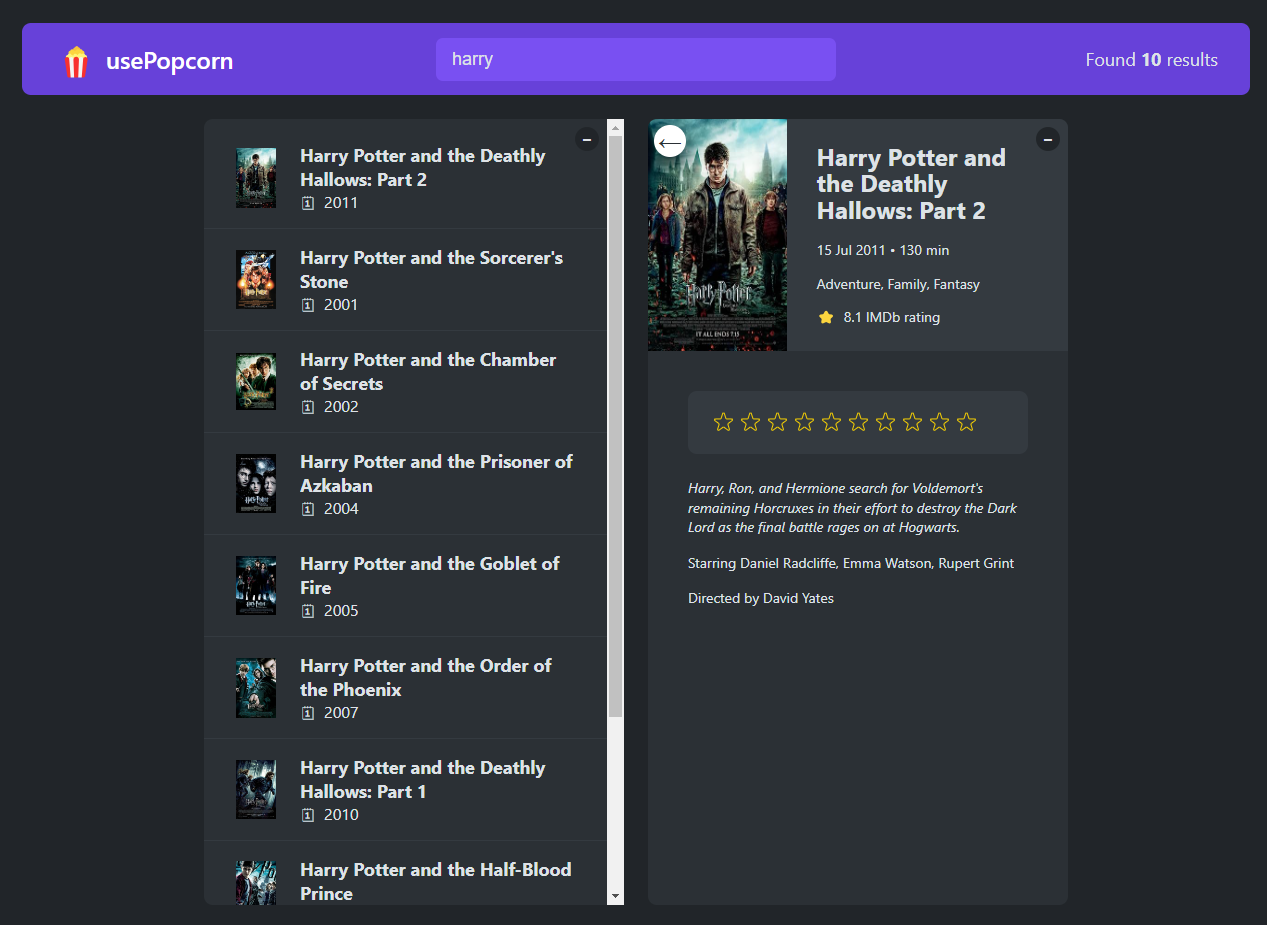 usePopcorn
harry
Found 10 results
Harry Potter and the Deathly
Hallows: Part 2
2011
Harry Potter and the Sorcerer's
Stone
2001
Harry Potter and the Chamber
of Secrets
2002
Harry Potter and the Prisoner of
Azkaban
2004
Harry Potter and the Goblet of
Fire
2005
Harry Potter and the Order of
the Phoenix
2007
Harry Potter and the Deathly
Hallows: Part 1
2010
Harry Potter and the Half-Blood
Prince
Harry Potter
IT ALL ENDS 7.15
Harry Potter and
the Deathly
Hallows: Part 2
15 Jul 2011 • 130 min
Adventure, Family, Fantasy
8.1 IMDb rating
Harry, Ron, and Hermione search for Voldemort's
remaining Horcruxes in their effort to destroy the Dark
Lord as the final battle rages on at Hogwarts.
Starring Daniel Radcliffe, Emma Watson, Rupert Grint
Directed by David Yates